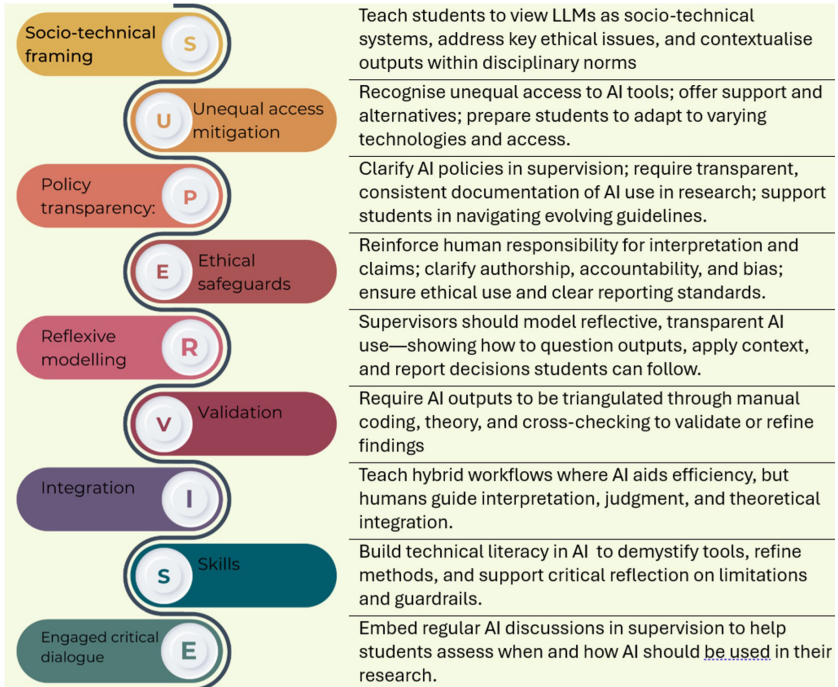 Socio-technical
framing
S
Teach students to view LLMs as socio-technical
systems, address key ethical issues, and contextualise
outputs within disciplinary norms
U
Unequal access
mitigation
Recognise unequal access to AI tools; offer support and
alternatives; prepare students to adapt to varying
technologies and access.
Policy
transparency:
P
Clarify AI policies in supervision; require transparent,
consistent documentation of AI use in research; support
students in navigating evolving guidelines.
E
Ethical
safeguards
Reinforce human responsibility for interpretation and
claims; clarify authorship, accountability, and bias;
ensure ethical use and clear reporting standards.
Reflexive
modelling
R
Supervisors should model reflective, transparent AI
use—showing how to question outputs, apply context,
and report decisions students can follow.
V
Validation
Require AI outputs to be triangulated through manual
coding, theory, and cross-checking to validate or refine
findings
Integration
I
Teach hybrid workflows where AI aids efficiency, but
humans guide interpretation, judgment, and theoretical
integration.
S
Skills
Build technical literacy in AI to demystify tools, refine
methods, and support critical reflection on limitations
and guardrails.
Engaged critical
dialogue
E
Embed regular AI discussions in supervision to help
students assess when and how AI should be used in their
research.